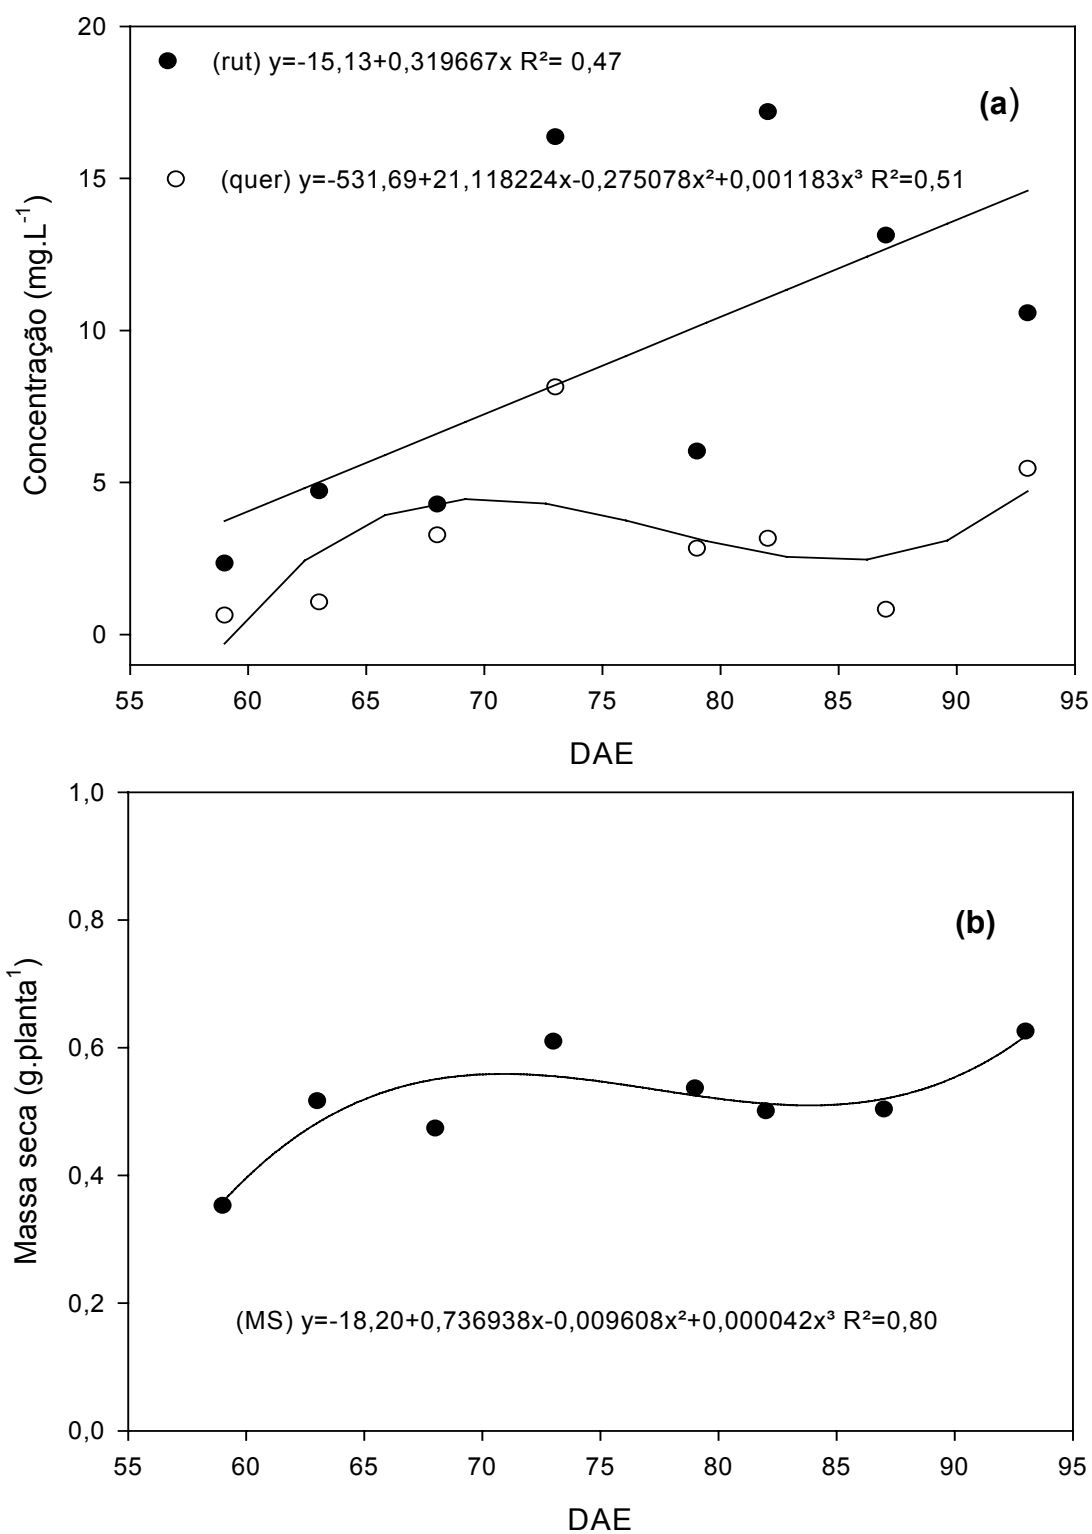 20
(rut) y=-15,13+0,319667x R²= 0,47
(a)
15
(quer) y=-531,69+21,118224x-0,275078x²+0,001183x³ R²=0,51
Concentração (mg.L⁻¹)
10
5
0
55 60 65 70 75 80 85 90 95
DAE
1,0
0,8
(b)
Massa seca (g.planta¹)
0,6
0,4
0,2
(MS) y=-18,20+0,736938x-0,009608x²+0,000042x³ R²=0,80
0,0
55 60 65 70 75 80 85 90 95
DAE